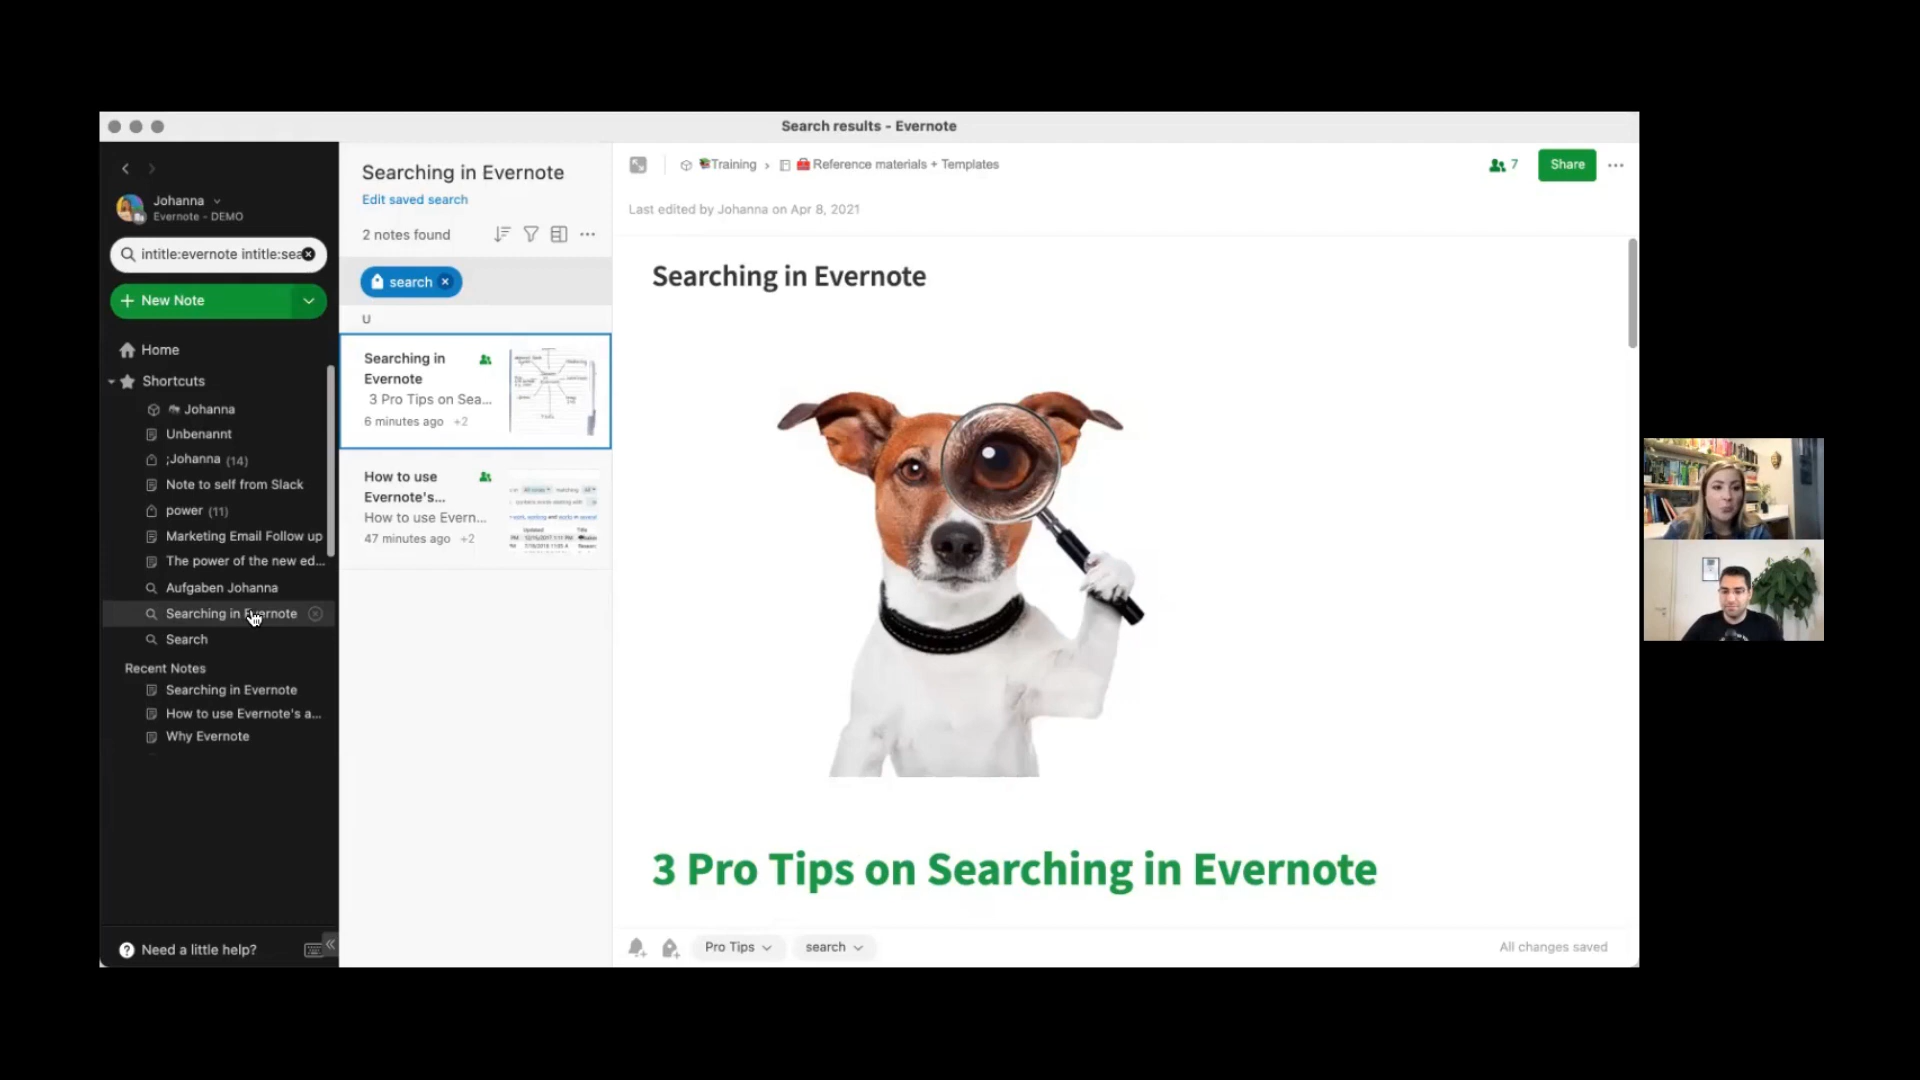 Search results - Evernote
Johanna
Evernote - DEMO
intitle:evernote intitle:sea
New Note
Home
Shortcuts
Johanna
Unbenannt
;Johanna (14)
Note to self from Slack
power (11)
Marketing Email Follow up
The power of the new ed...
Aufgaben Johanna
Searching in Evernote
Search
Recent Notes
Searching in Evernote
How to use Evernote's a...
Why Evernote
Need a little help?
Searching in Evernote
Edit saved search
2 notes found
search
U
Searching in
Evernote
3 Pro Tips on Sea...
6 minutes ago +2
How to use
Evernote's...
How to use Evern...
47 minutes ago +2
Training
Reference materials + Templates
7
Share
Last edited by Johanna on Apr 8, 2021
Searching in Evernote
3 Pro Tips on Searching in Evernote
Pro Tips
search
All changes saved